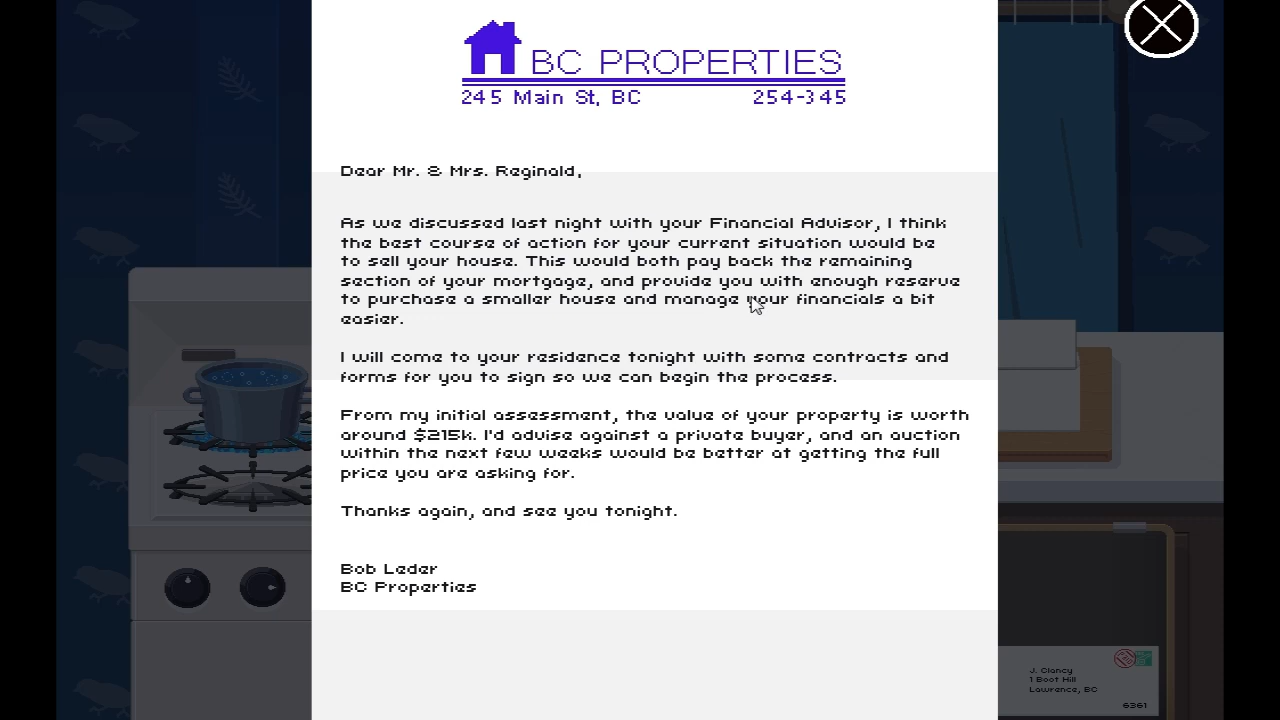 BC PROPERTIES
245 Main St, BC 254-345
Dear Mr. & Mrs. Reginald,
As we discussed last night with your Financial Advisor, I think
the best course of action for your current situation would be
to sell your house. This would both pay back the remaining
section of your mortgage, and provide you with enough reserve
to purchase a smaller house and manage your financials a bit
easier.
I will come to your residence tonight with some contracts and
forms for you to sign so we can begin the process.
From my initial assessment, the value of your property is worth
around $215k. I'd advise against a private buyer, and an auction
within the next few weeks would be better at getting the full
price you are asking for.
Thanks again, and see you tonight.
Bob Leder
BC Properties
J. Clancy
1 Boot Hill
Lawrence, BC
6361